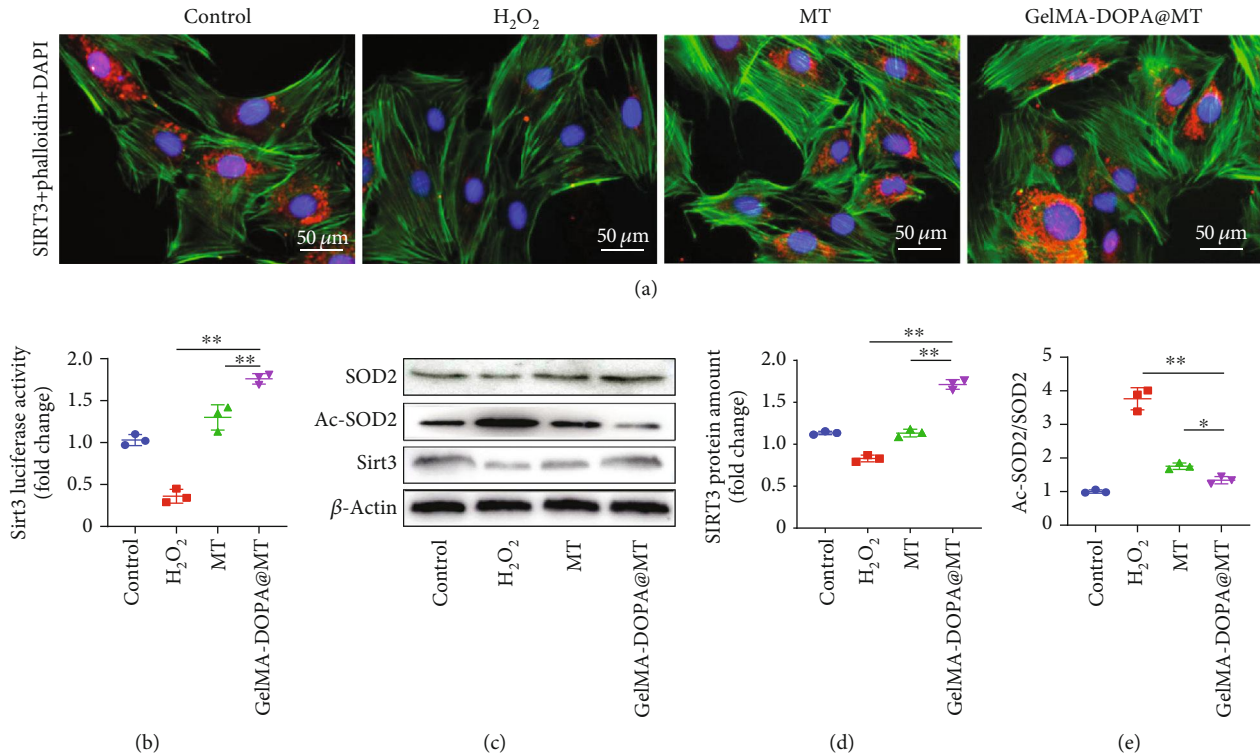 Control
H₂O₂
MT
GelMA-DOPA@MT
SIRT3+phalloidin+DAPI
50 μm
50 μm
50 μm
50 μm
(a)
Sirt3 luciferase activity
(fold change)
2.0
1.5
1.0
0.5
0
**
**
Control
H₂O₂
MT
GelMA-DOPA@MT
(b)
SOD2
Ac-SOD2
Sirt3
β-Actin
Control
H₂O₂
MT
GelMA-DOPA@MT
(c)
SIRT3 protein amount
(fold change)
2.0
1.5
1.0
0.5
0
**
**
Control
H₂O₂
MT
GelMA-DOPA@MT
(d)
Ac-SOD2/SOD2
5
4
3
2
1
0
**
*
Control
H₂O₂
MT
GelMA-DOPA@MT
(e)